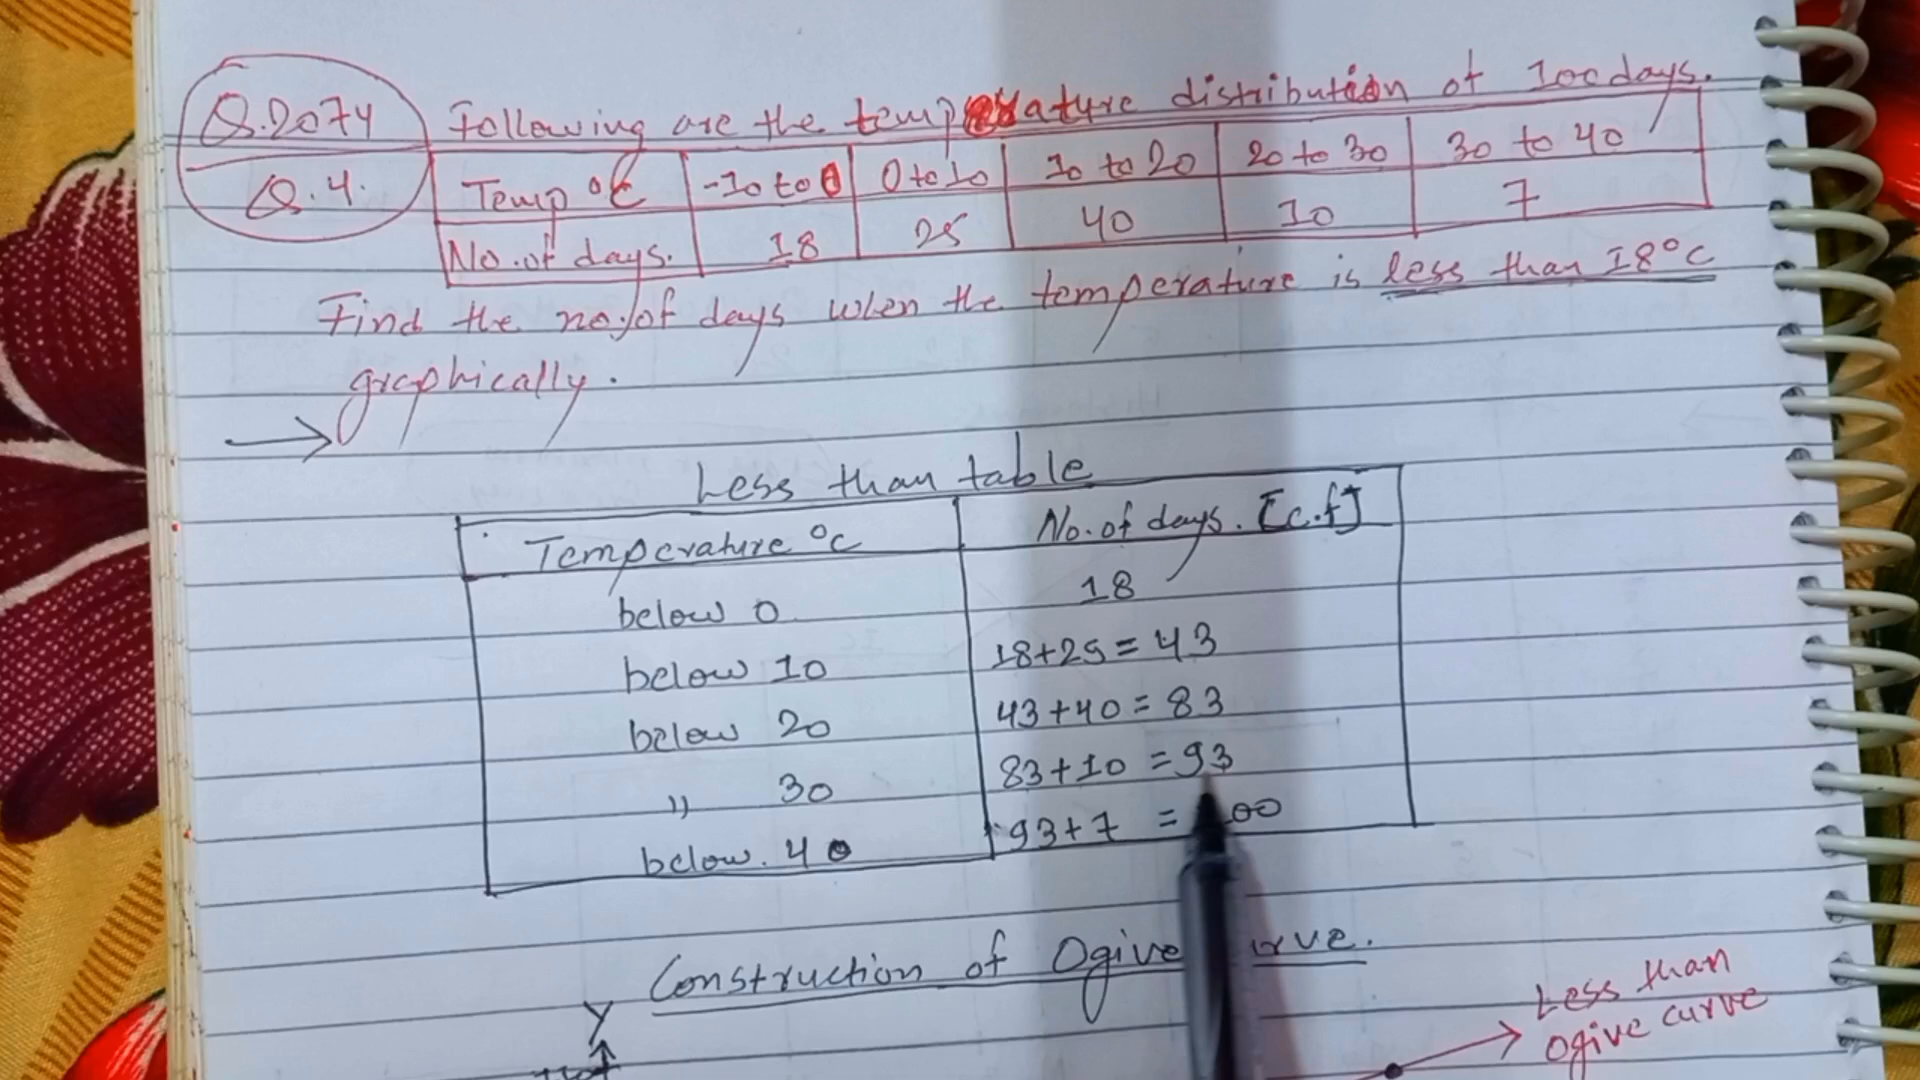 Q.2074
Q.4.
Following are the temperature distribution of 100 days.
Temp °C -10 to 0 0 to 10 10 to 20 20 to 30 30 to 40
No. of days. 18 25 40 10 7
Find the no. of days when the temperature is less than 18°C
graphically.
Less than table
Temperature °C No. of days. [c.f]
below 0 18
below 10 18+25 = 43
below 20 43+40 = 83
" 30 83+10 = 93
below. 40 93+7 =
Construction of Ogive
Y
Less than
ogive curve